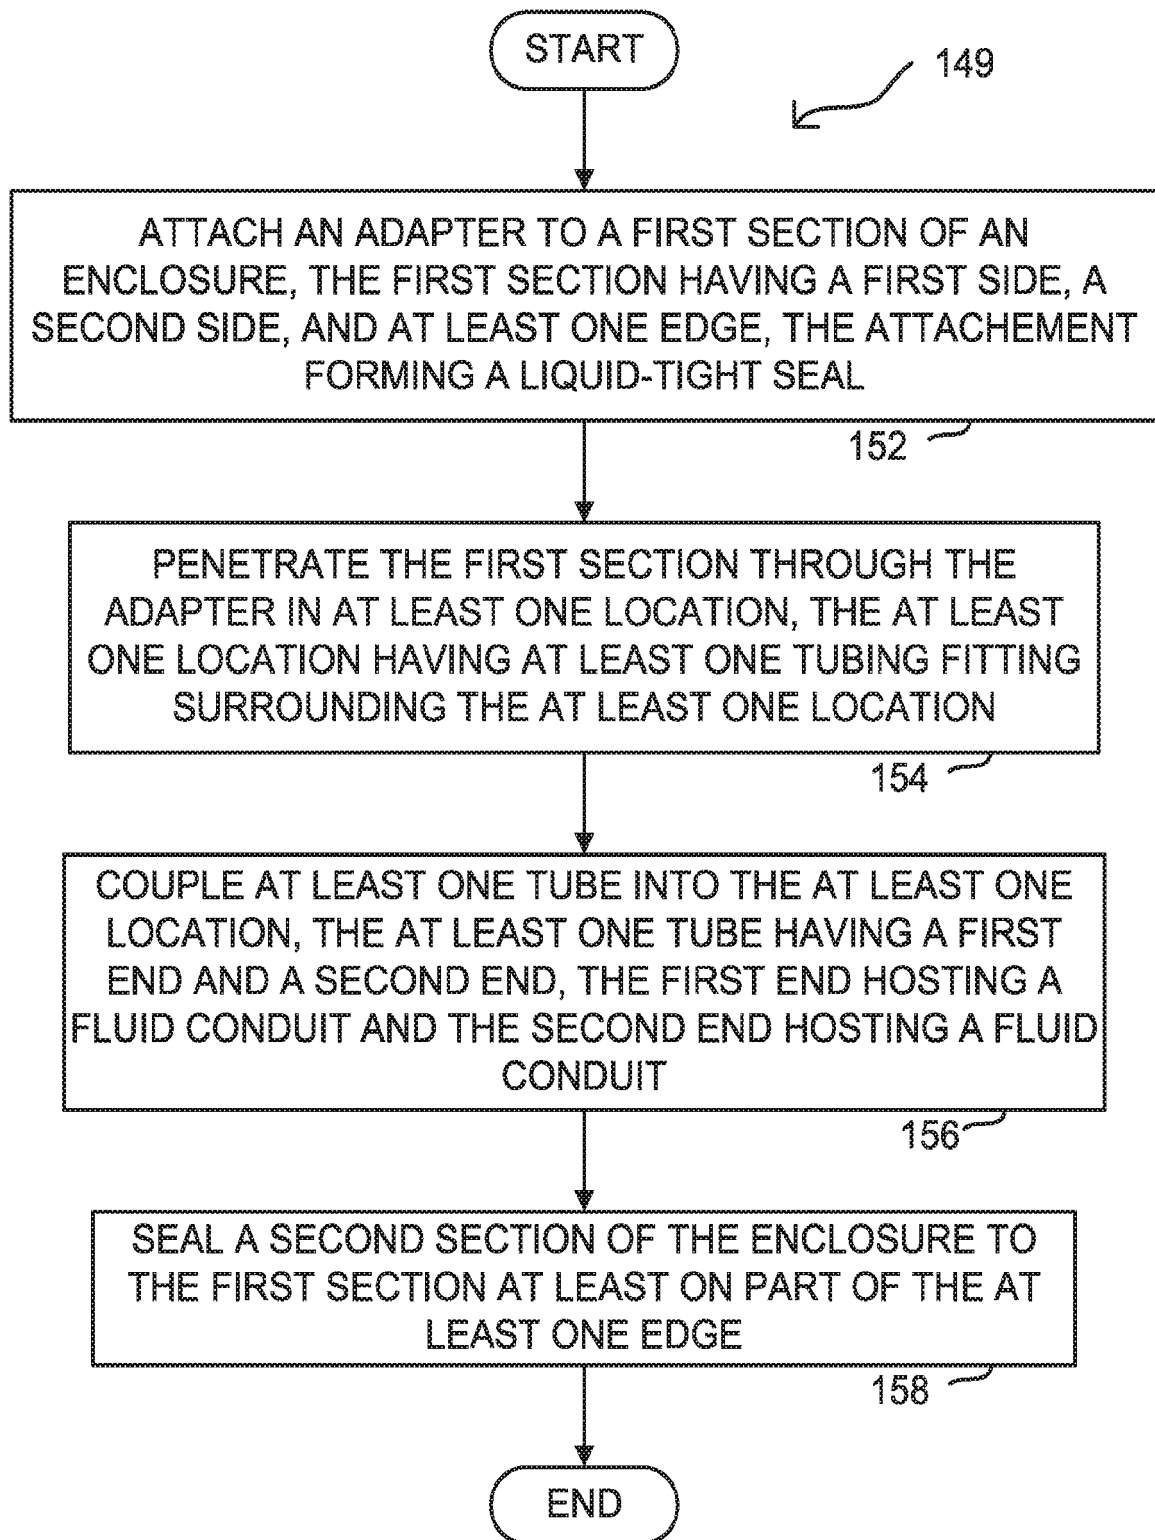 START
149
ATTACH AN ADAPTER TO A FIRST SECTION OF AN
ENCLOSURE, THE FIRST SECTION HAVING A FIRST SIDE, A
SECOND SIDE, AND AT LEAST ONE EDGE, THE ATTACHEMENT
FORMING A LIQUID-TIGHT SEAL
152
PENETRATE THE FIRST SECTION THROUGH THE
ADAPTER IN AT LEAST ONE LOCATION, THE AT LEAST
ONE LOCATION HAVING AT LEAST ONE TUBING FITTING
SURROUNDING THE AT LEAST ONE LOCATION
154
COUPLE AT LEAST ONE TUBE INTO THE AT LEAST ONE
LOCATION, THE AT LEAST ONE TUBE HAVING A FIRST
END AND A SECOND END, THE FIRST END HOSTING A
FLUID CONDUIT AND THE SECOND END HOSTING A FLUID
CONDUIT
156
SEAL A SECOND SECTION OF THE ENCLOSURE TO
THE FIRST SECTION AT LEAST ON PART OF THE AT
LEAST ONE EDGE
158
END